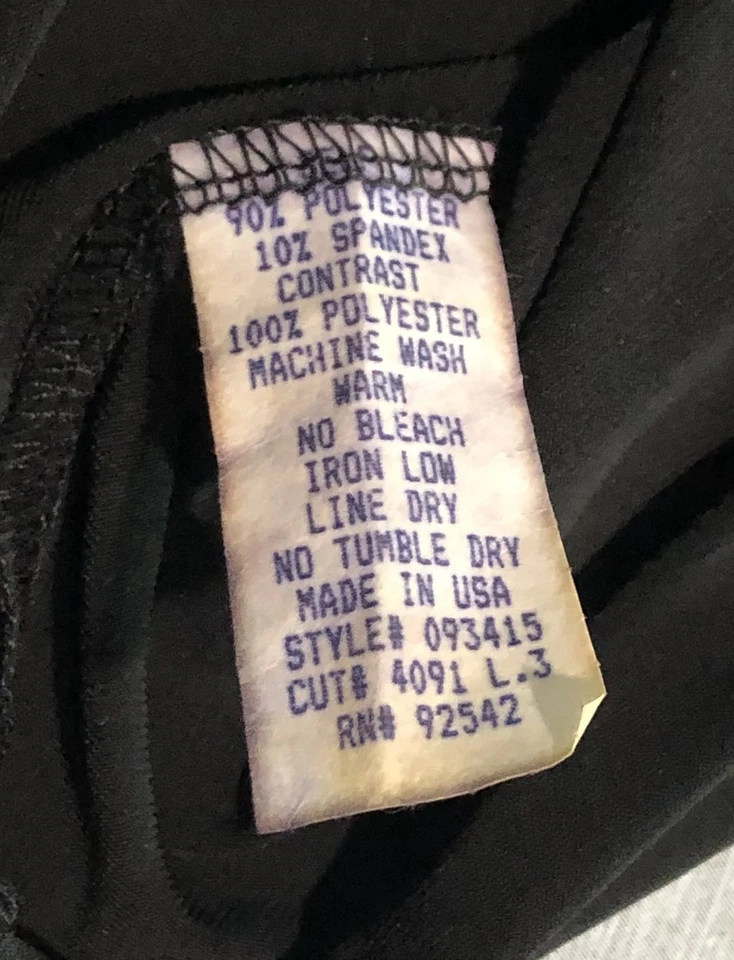 90% POLYESTER
10% SPANDEX
CONTRAST
100% POLYESTER
MACHINE WASH
WARM
NO BLEACH
IRON LOW
LINE DRY
NO TUMBLE DRY
MADE IN USA
STYLE# 093415
CUT# 4091 L.3
RN# 92542